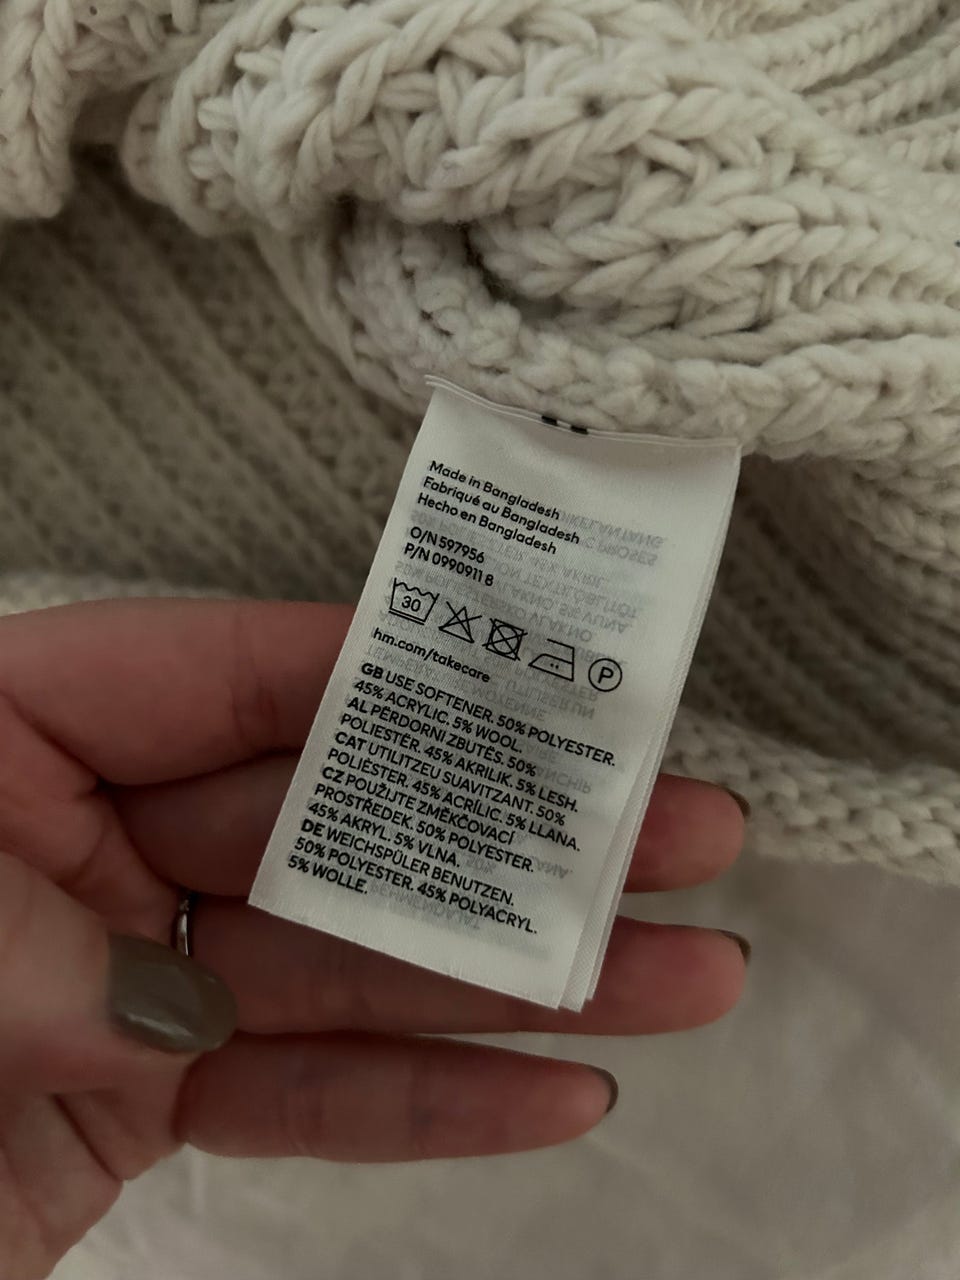 Made in Bangladesh
Fabriqué au Bangladesh
Hecho en Bangladesh
O/N 597956
P/N 0990911 8
30
P
hm.com/takecare
GB USE SOFTENER. 50% POLYESTER.
45% ACRYLIC. 5% WOOL.
AL PËRDORNI ZBUTËS. 50%
POLIESTËR. 45% AKRILIK. 5% LESH.
CAT UTILITZEU SUAVITZANT. 50%
POLIÈSTER. 45% ACRÍLIC. 5% LLANA.
CZ POUŽIJTE ZMĚKČOVACÍ
PROSTŘEDEK. 50% POLYESTER.
45% AKRYL. 5% VLNA.
DE WEICHSPÜLER BENUTZEN.
50% POLYESTER. 45% POLYACRYL.
5% WOLLE.